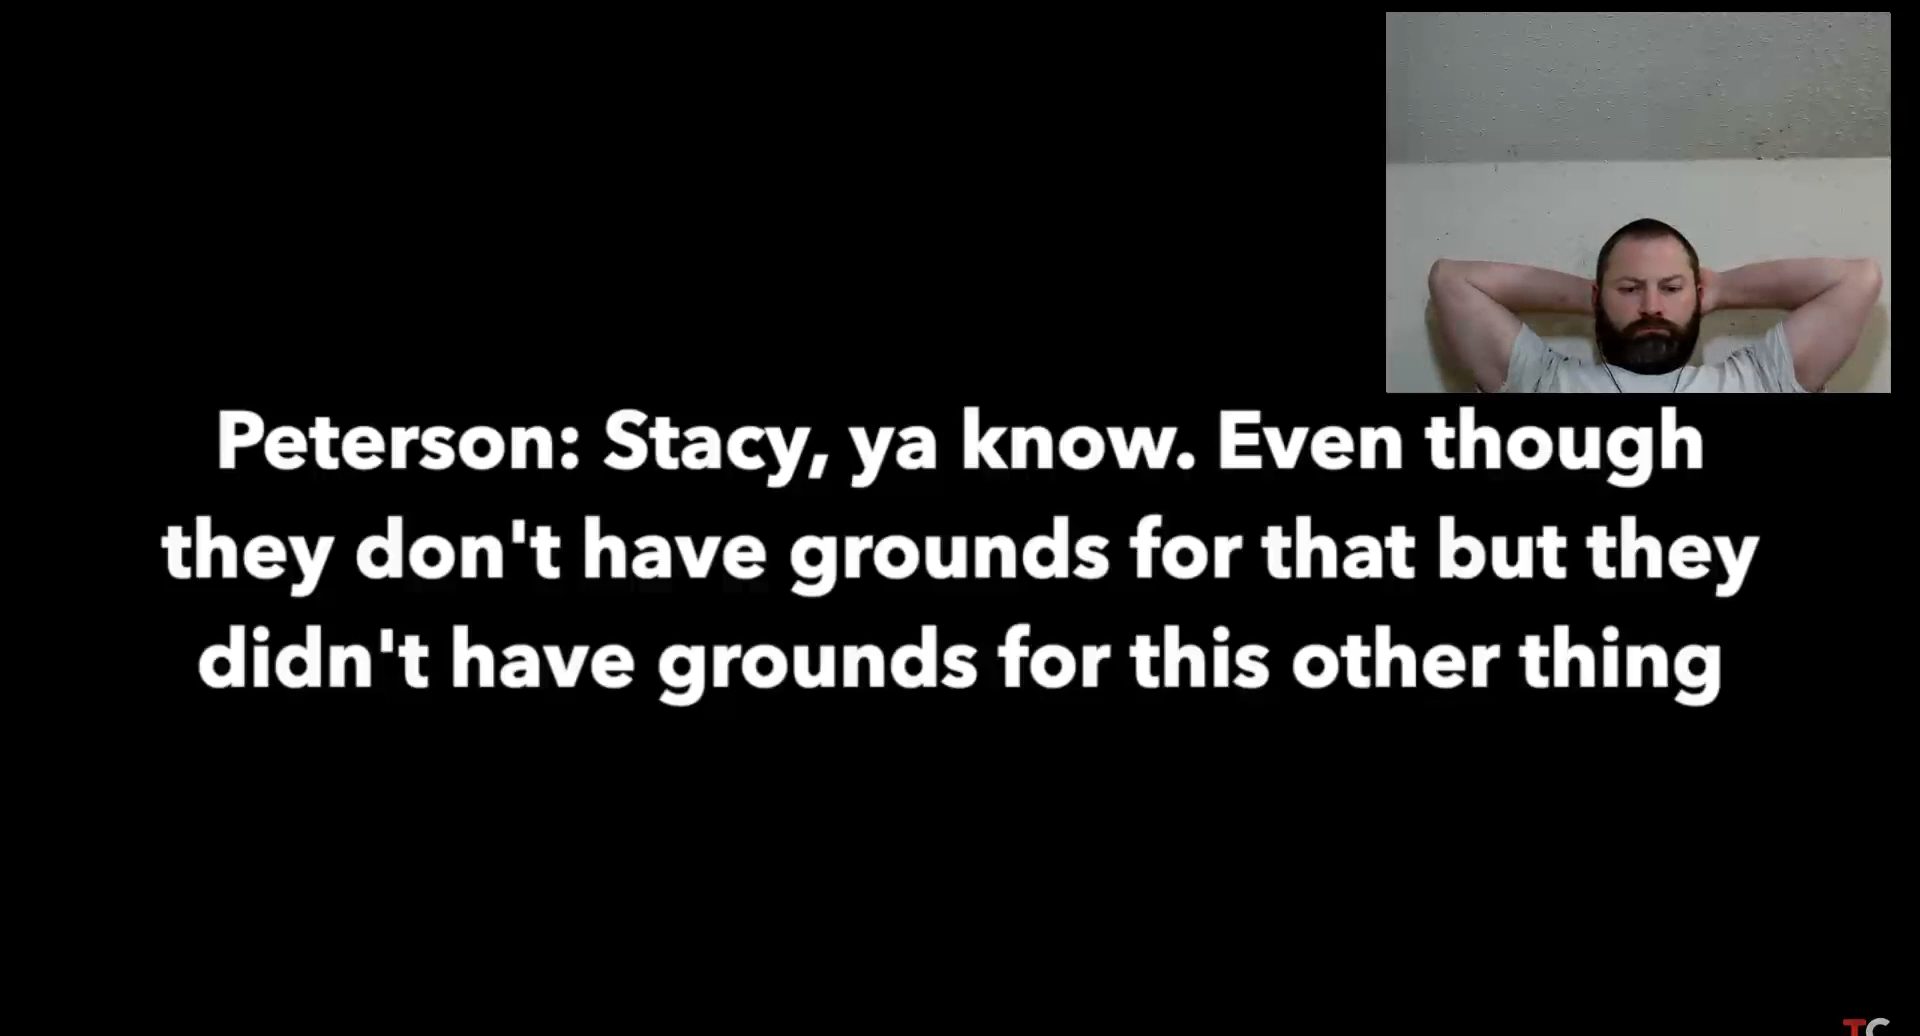 Peterson: Stacy, ya know. Even though
they don't have grounds for that but they
didn't have grounds for this other thing
TC